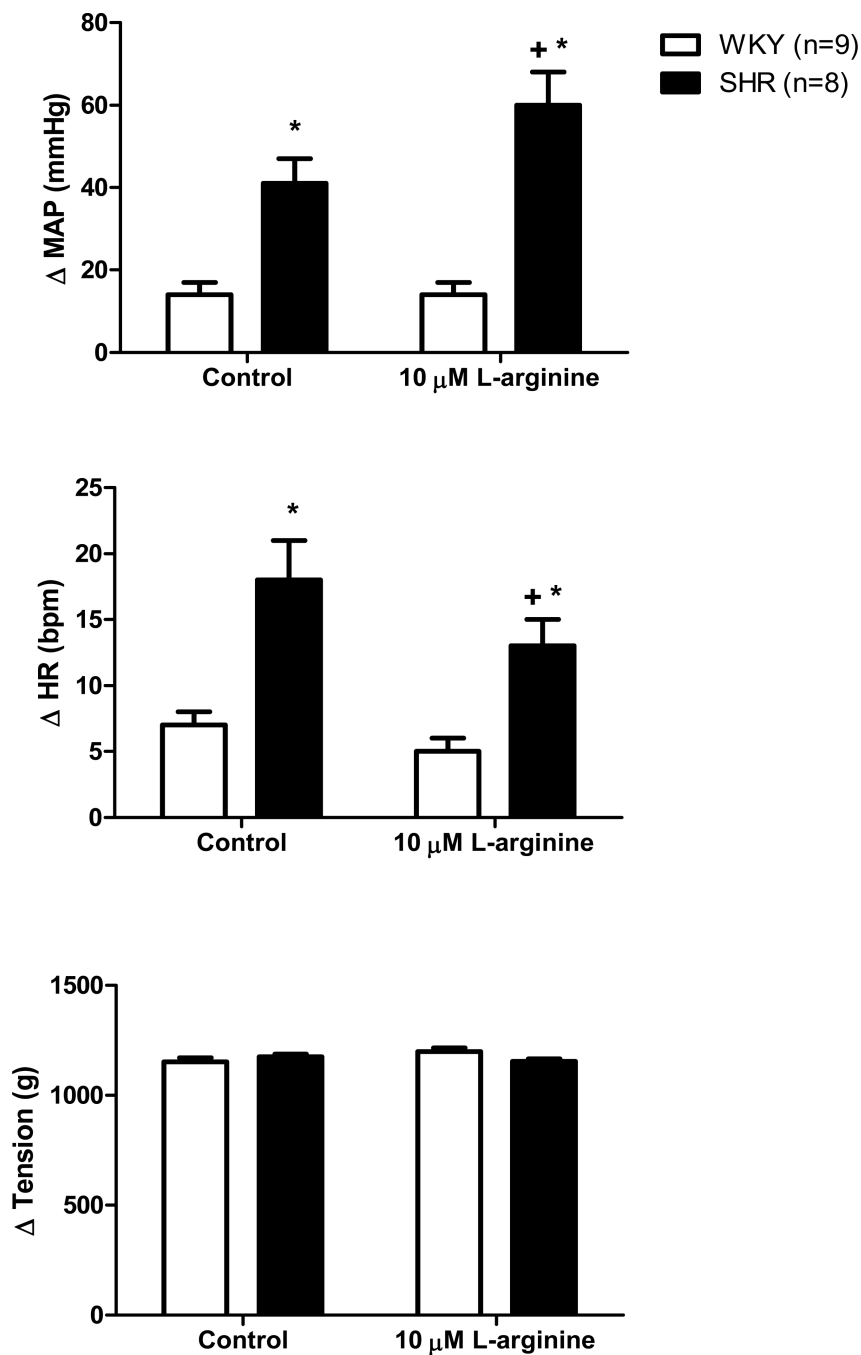 80
60
40
20
0
Δ MAP (mmHg)
*
+ *
WKY (n=9)
SHR (n=8)
Control
10 μM L-arginine
25
20
15
10
5
0
Δ HR (bpm)
*
+ *
Control
10 μM L-arginine
1500
1000
500
0
Δ Tension (g)
Control
10 μM L-arginine